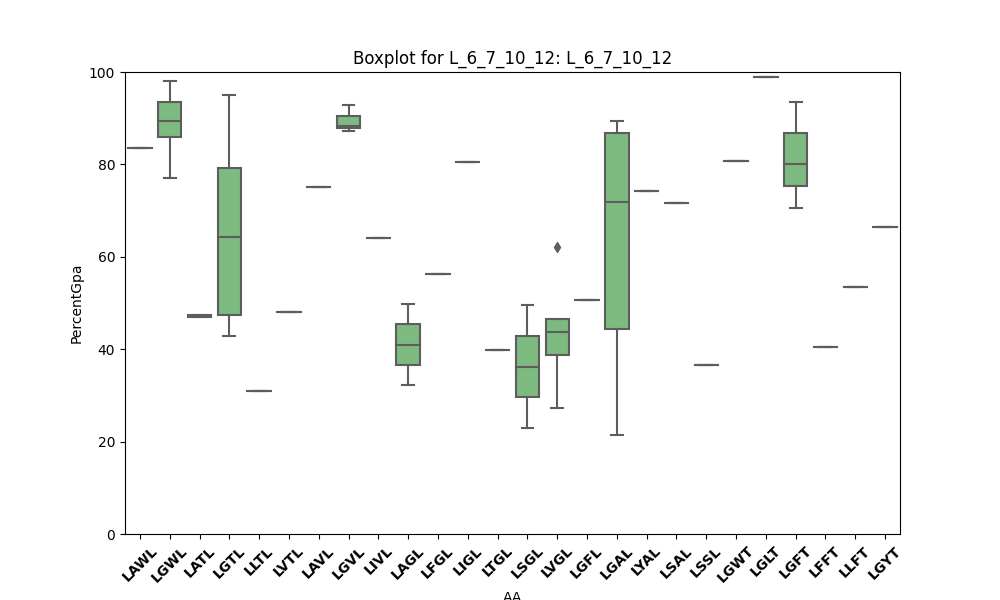 Boxplot for L_6_7_10_12: L_6_7_10_12
100
80
60
40
20
0
PercentGpa
LAWL LGWL LATL LGTL LLTL LVTL LAVL LGVL LIVL LAGL LFGL LIGL LTGL LSGL LVGL LGFL LGAL LYAL LSAL LSSL LGWT LGLT LGFT LFFT LLFT LGYT
AA